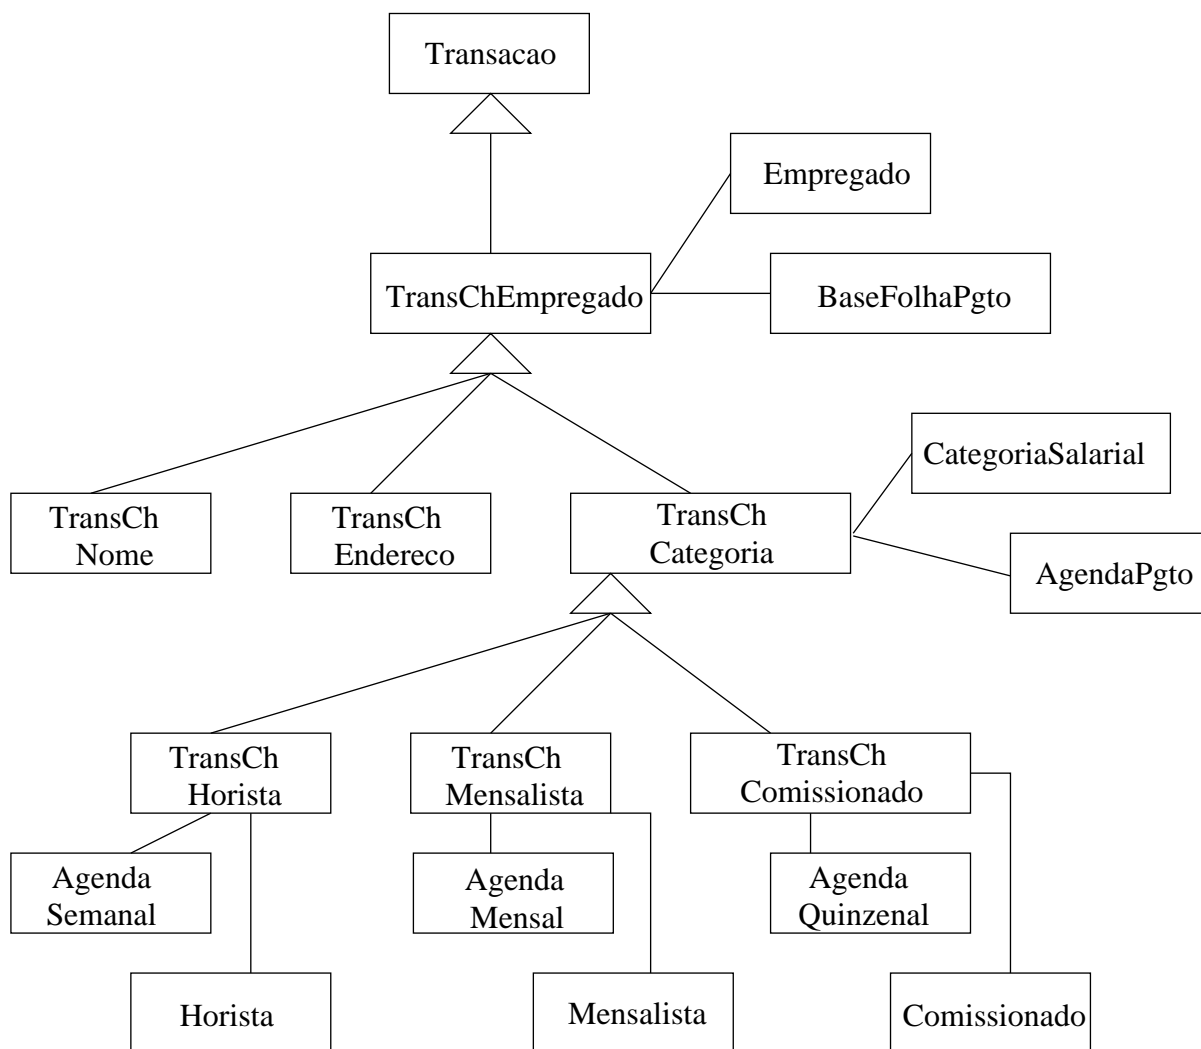 Transacao
Empregado
TransChEmpregado
BaseFolhaPgto
CategoriaSalarial
TransCh
Nome
TransCh
Endereco
TransCh
Categoria
AgendaPgto
TransCh
Horista
TransCh
Mensalista
TransCh
Comissionado
Agenda
Semanal
Agenda
Mensal
Agenda
Quinzenal
Horista
Mensalista
Comissionado